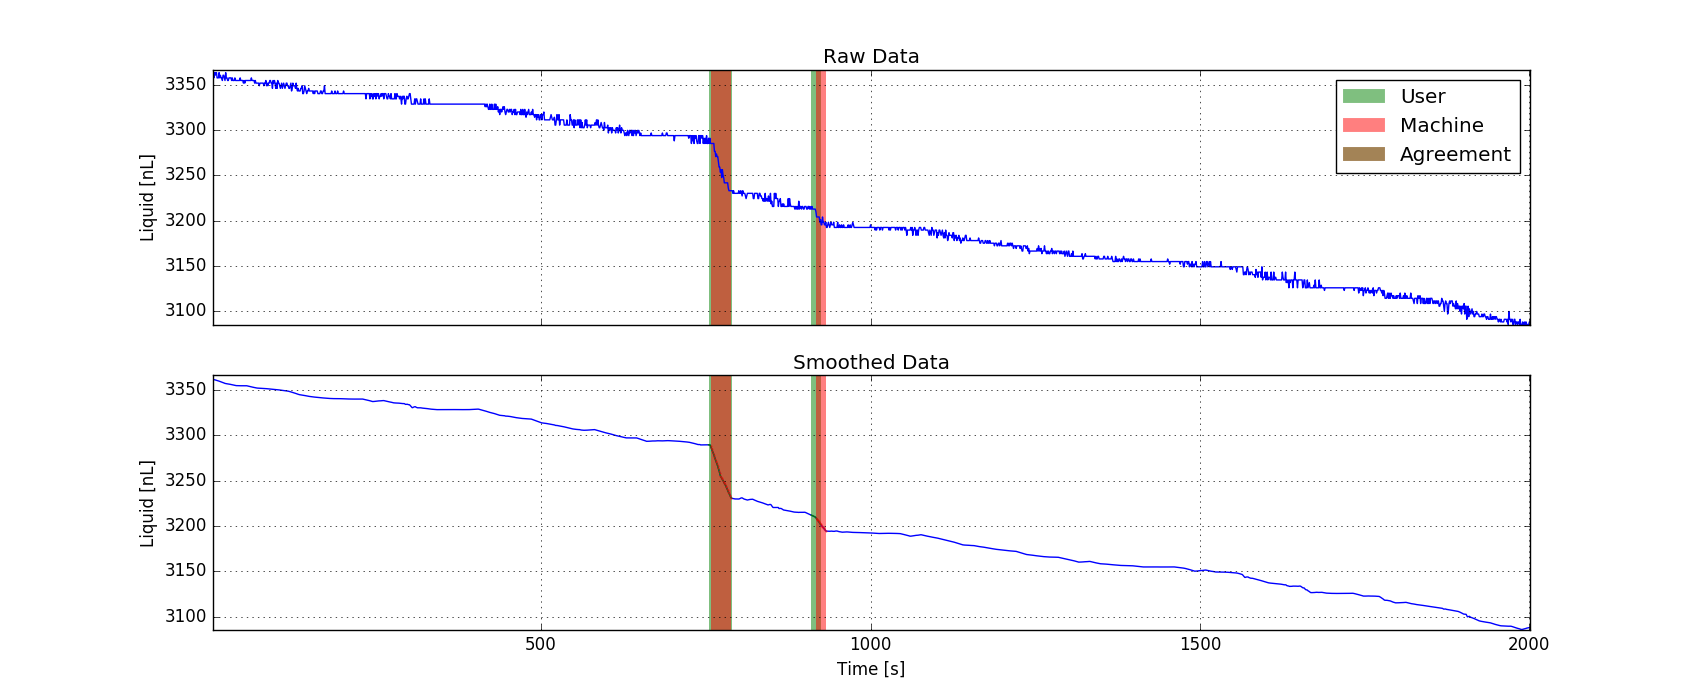 Raw Data
3350
3300
3250
3200
3150
3100
Liquid [nL]
User
Machine
Agreement
Smoothed Data
3350
3300
3250
3200
3150
3100
Liquid [nL]
500
1000
1500
2000
Time [s]